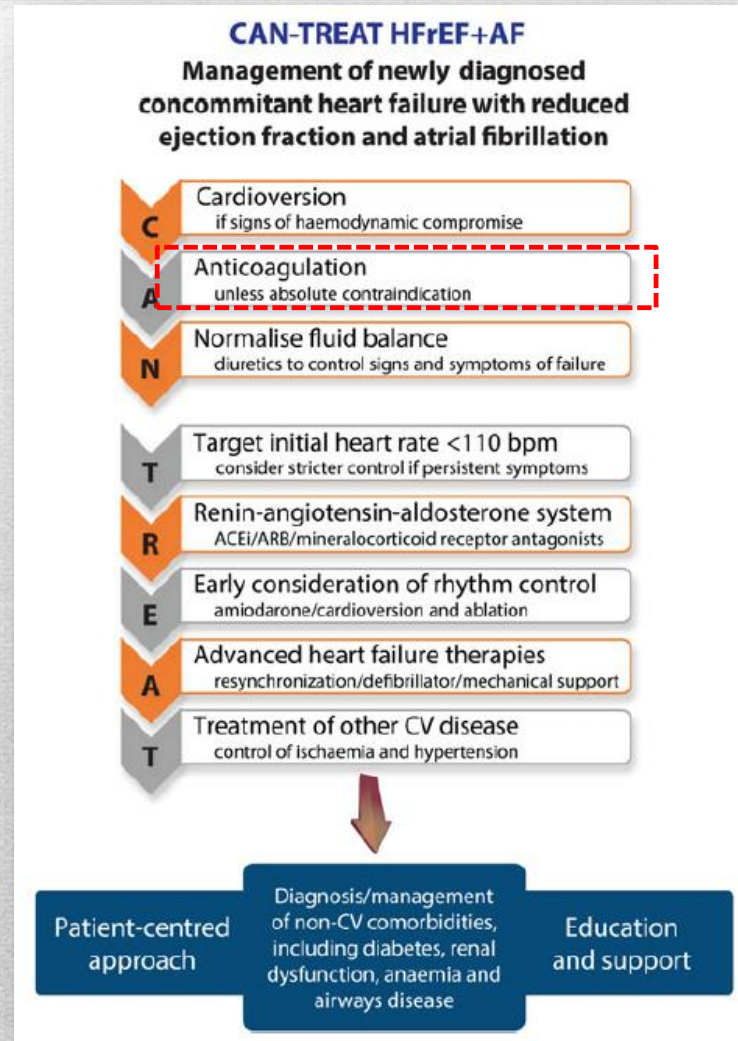 CAN-TREAT HFrEF+AF
Management of newly diagnosed
concommitant heart failure with reduced
ejection fraction and atrial fibrillation
C
Cardioversion
if signs of haemodynamic compromise
A
Anticoagulation
unless absolute contraindication
N
Normalise fluid balance
diuretics to control signs and symptoms of failure
T
Target initial heart rate <110 bpm
consider stricter control if persistent symptoms
R
Renin-angiotensin-aldosterone system
ACEi/ARB/mineralocorticoid receptor antagonists
E
Early consideration of rhythm control
amiodarone/cardioversion and ablation
A
Advanced heart failure therapies
resynchronization/defibrillator/mechanical support
T
Treatment of other CV disease
control of ischaemia and hypertension
Patient-centred
approach
Diagnosis/management
of non-CV comorbidities,
including diabetes, renal
dysfunction, anaemia and
airways disease
Education
and support